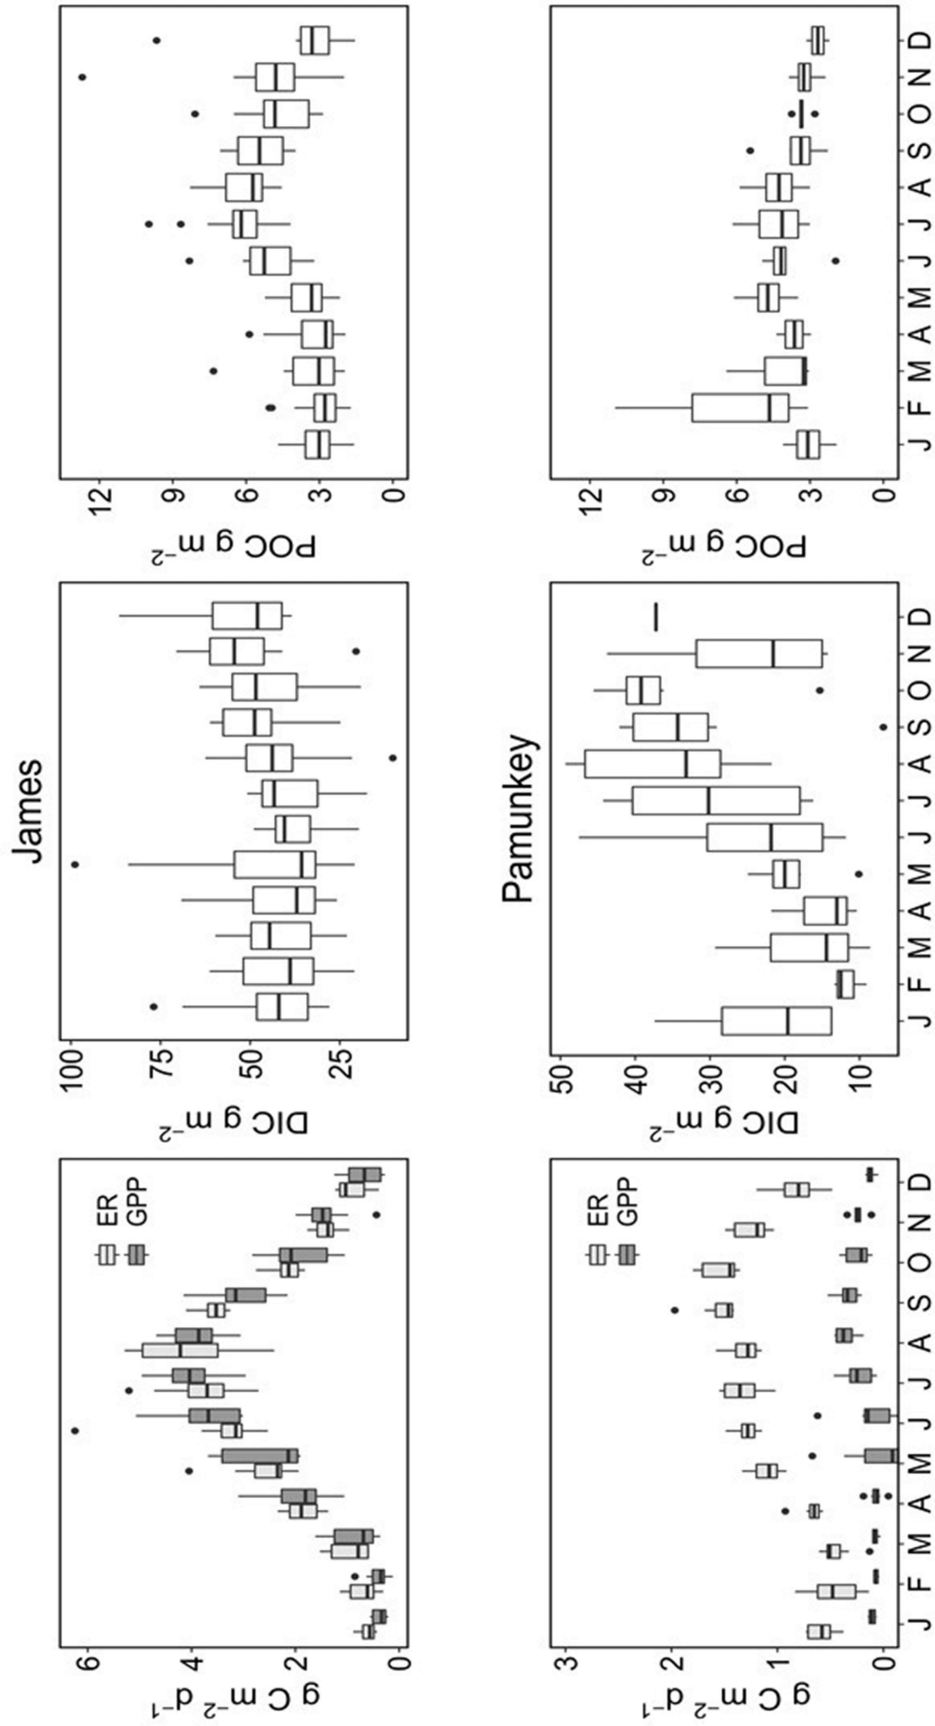 James
6
4
2
0
g C m⁻² d⁻¹
ER
GPP
100
75
50
25
DIC g m⁻²
12
9
6
3
0
POC g m⁻²
Pamunkey
3
2
1
0
g C m⁻² d⁻¹
ER
GPP
J F M A M J J A S O N D
50
40
30
20
10
DIC g m⁻²
J F M A M J J A S O N D
12
9
6
3
0
POC g m⁻²
J F M A M J J A S O N D